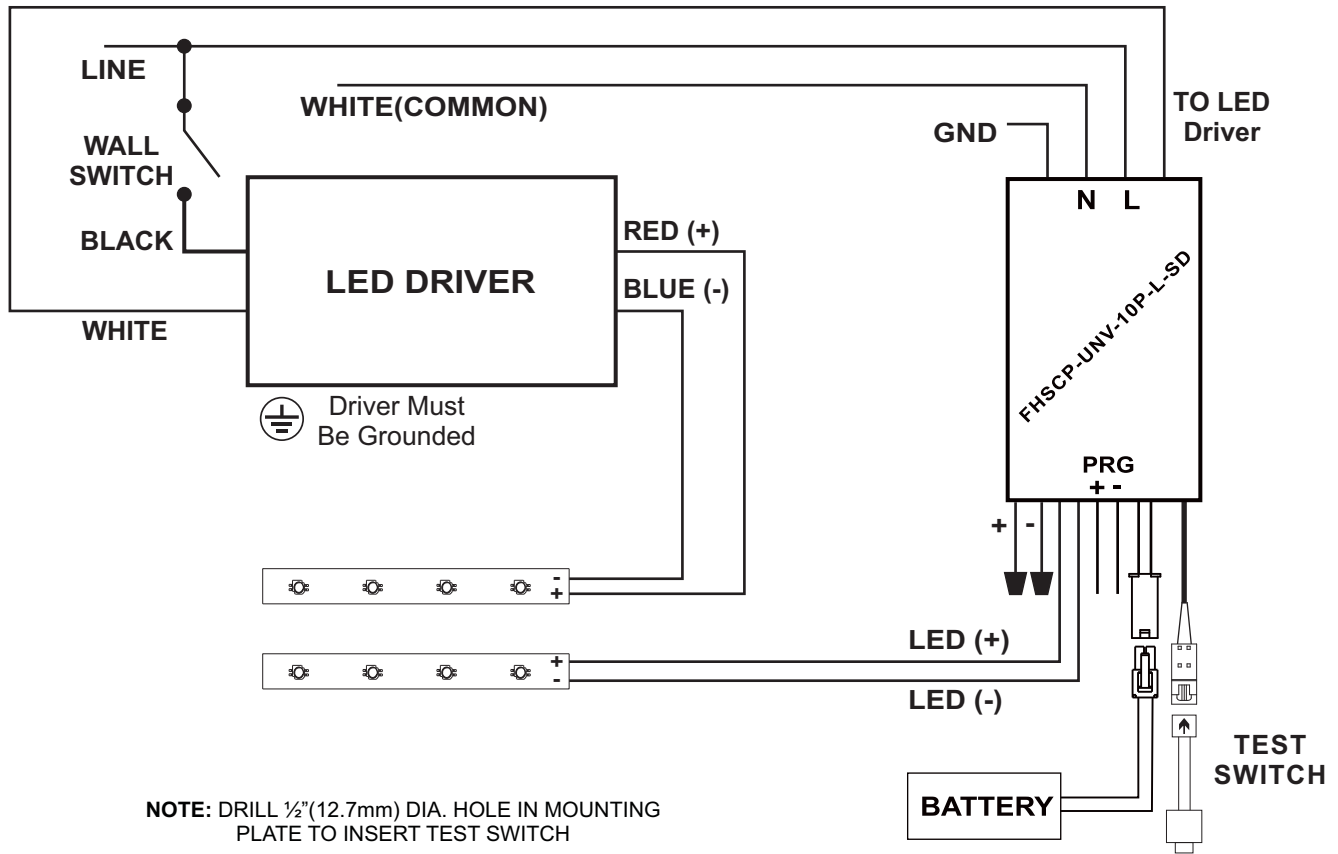 LINE
WHITE(COMMON)
TO LED
Driver
GND
WALL
SWITCH
N L
BLACK
RED (+)
LED DRIVER
BLUE (-)
WHITE
FHSCP-UNV-10P-L-SD
Driver Must
Be Grounded
PRG
+ -
+ -
-
+
+
-
LED (+)
LED (-)
TEST
SWITCH
BATTERY
NOTE: DRILL ½”(12.7mm) DIA. HOLE IN MOUNTING
PLATE TO INSERT TEST SWITCH